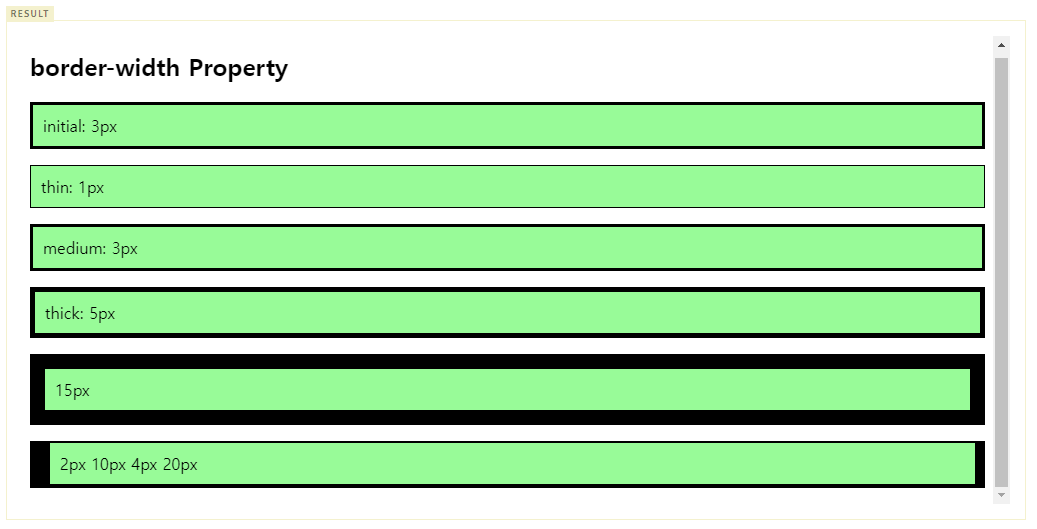 RESULT
border-width Property
initial: 3px
thin: 1px
medium: 3px
thick: 5px
15px
2px 10px 4px 20px